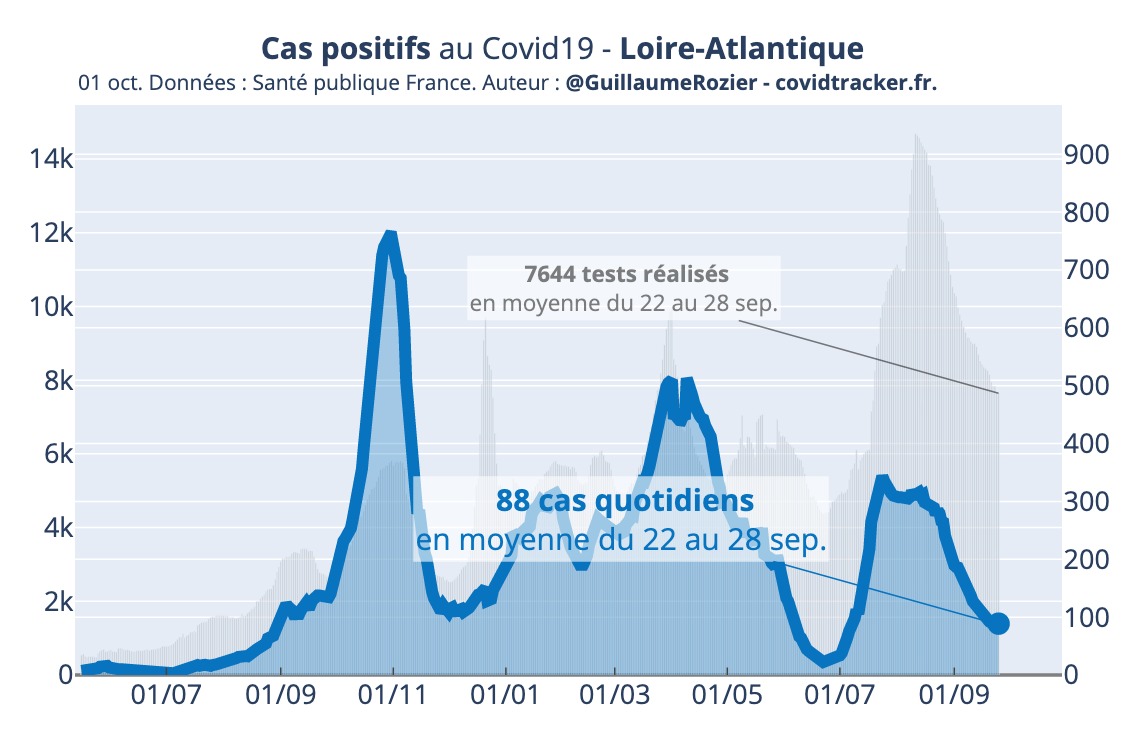 Cas positifs au Covid19 - Loire-Atlantique
01 oct. Données : Santé publique France. Auteur : @GuillaumeRozier - covidtracker.fr.
14k
12k
10k
8k
6k
4k
2k
0
900
800
700
600
500
400
300
200
100
0
7644 tests réalisés
en moyenne du 22 au 28 sep.
88 cas quotidiens
en moyenne du 22 au 28 sep.
01/07 01/09 01/11 01/01 01/03 01/05 01/07 01/09